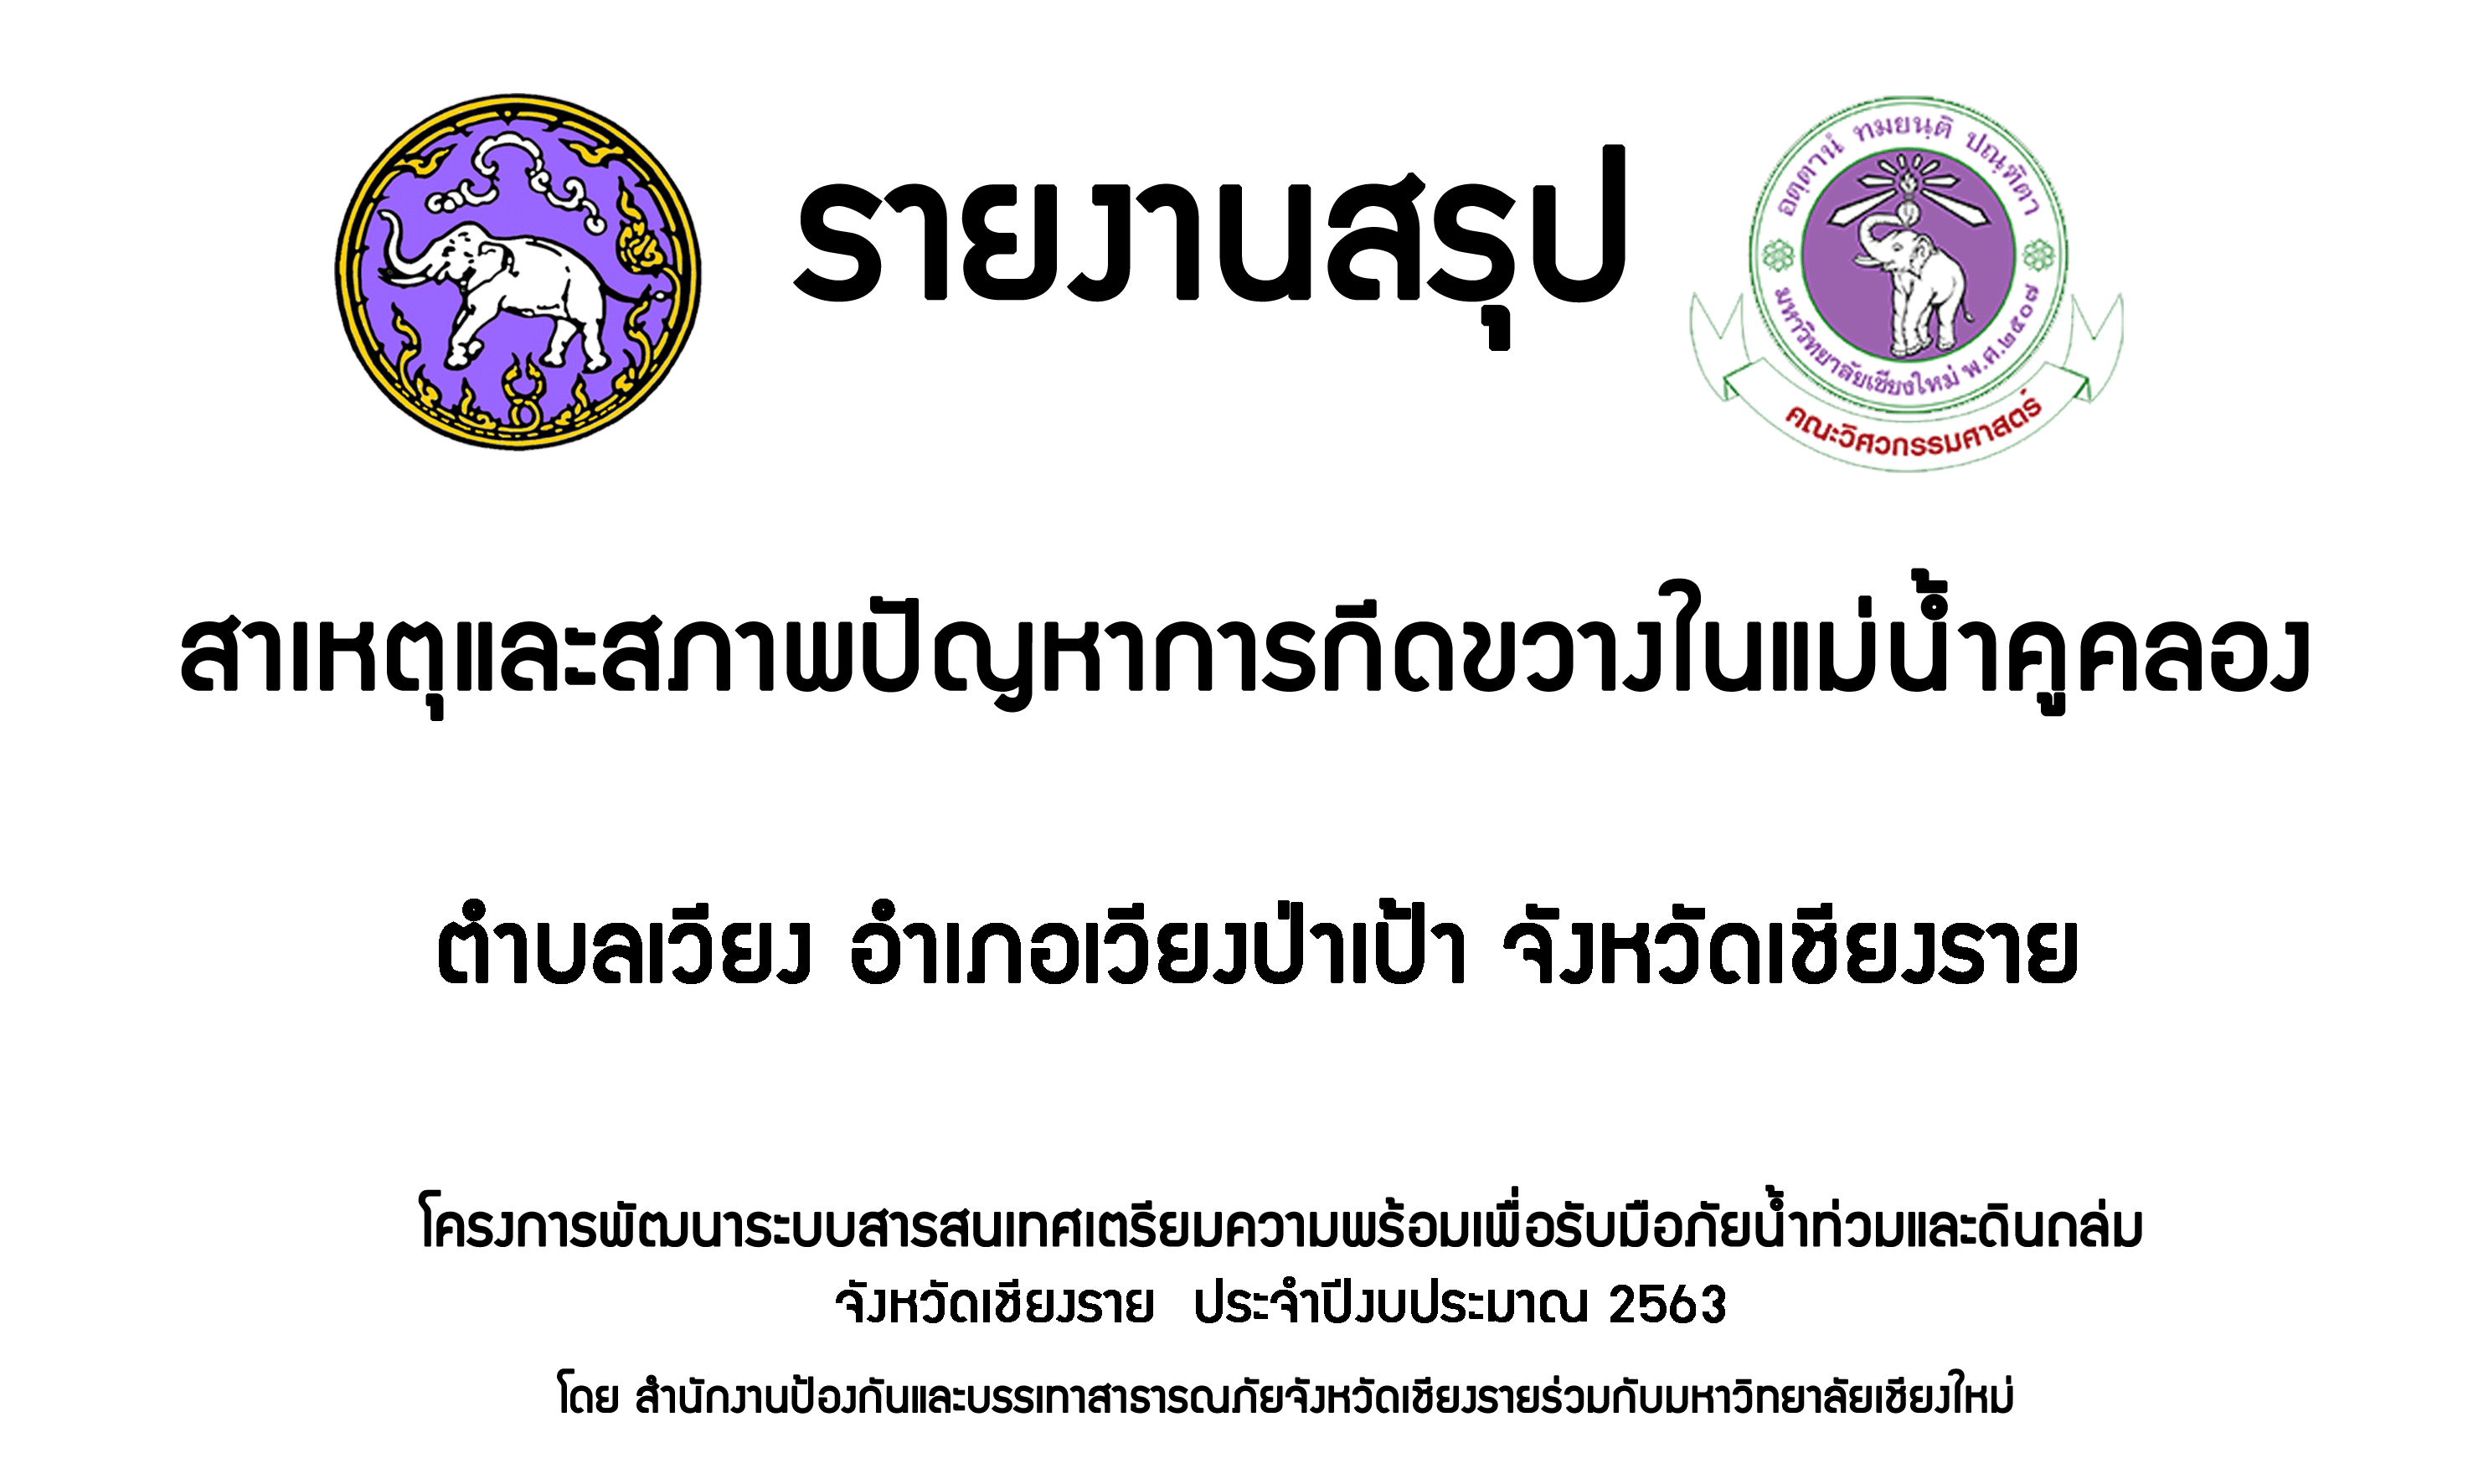 รายงานสรุป
อตฺตานํ ทมยนฺติ ปณฺฑิตา
มหาวิทยาลัยเชียงใหม่ พ.ศ.๒๕๐๗
คณะวิศวกรรมศาสตร์
สาเหตุและสภาพปัญหาการกีดขวางในแม่น้ำคูคลอง
ตำบลเวียง อำเภอเวียงป่าเป้า จังหวัดเชียงราย
โครงการพัฒนาระบบสารสนเทศเตรียมความพร้อมเพื่อรับมือภัยน้ำท่วมและดินถล่ม
จังหวัดเชียงราย ประจำปีงบประมาณ 2563
โดย สำนักงานป้องกันและบรรเทาสาธารณภัยจังหวัดเชียงรายร่วมกับมหาวิทยาลัยเชียงใหม่